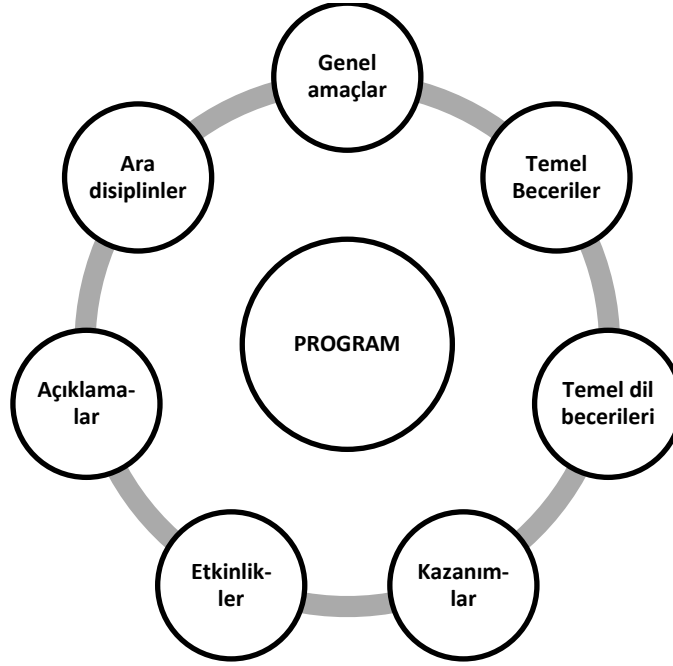 Genel
amaçlar
Temel
Beceriler
Temel dil
becerileri
Kazanım-
lar
Etkinlik-
ler
Açıklama-
lar
Ara
disiplinler
PROGRAM